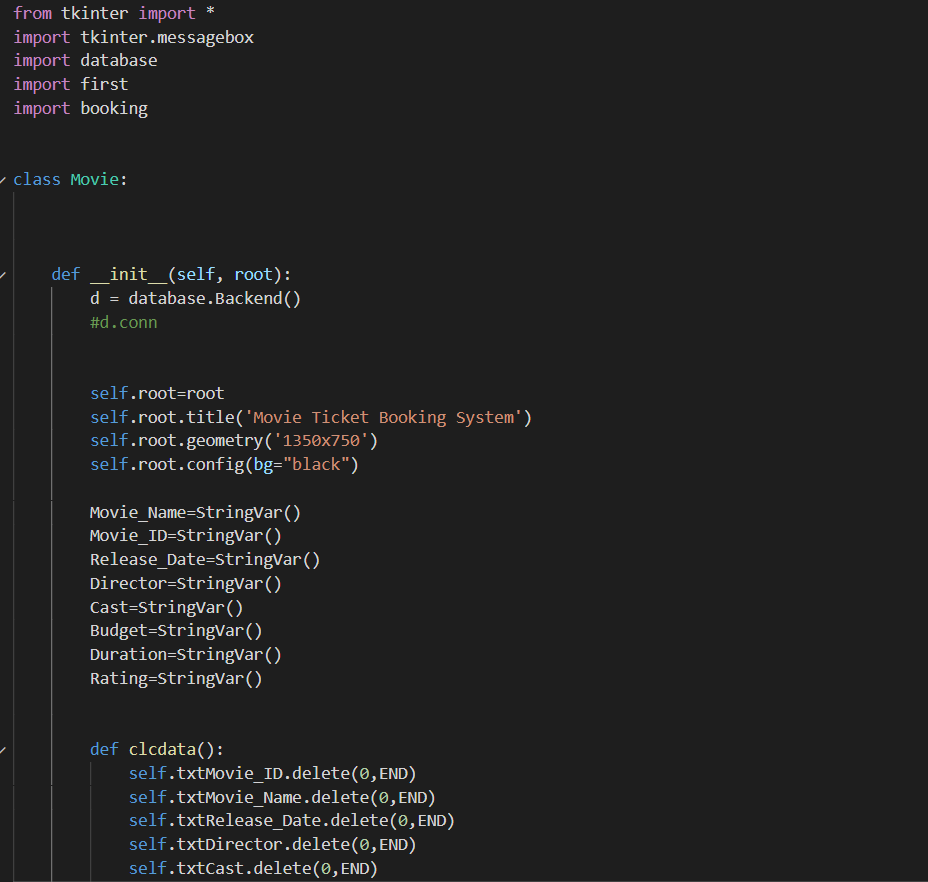 from tkinter import *
import tkinter.messagebox
import database
import first
import booking
class Movie:
    def __init__(self, root):
        d = database.Backend()
        #d.conn
        self.root=root
        self.root.title('Movie Ticket Booking System')
        self.root.geometry('1350x750')
        self.root.config(bg="black")
        Movie_Name=StringVar()
        Movie_ID=StringVar()
        Release_Date=StringVar()
        Director=StringVar()
        Cast=StringVar()
        Budget=StringVar()
        Duration=StringVar()
        Rating=StringVar()
        def clcdata():
            self.txtMovie_ID.delete(0,END)
            self.txtMovie_Name.delete(0,END)
            self.txtRelease_Date.delete(0,END)
            self.txtDirector.delete(0,END)
            self.txtCast.delete(0,END)